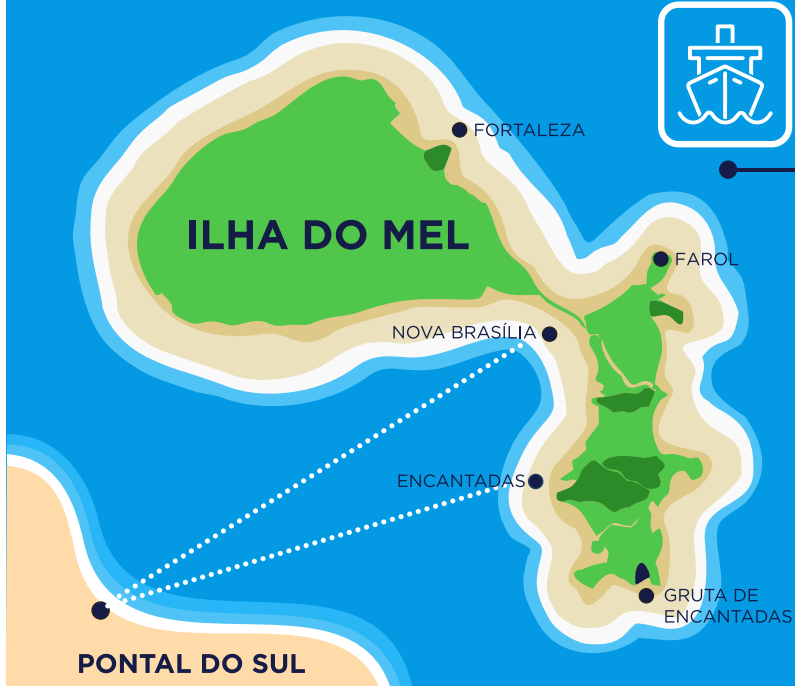 FORTALEZA
ILHA DO MEL
FAROL
NOVA BRASÍLIA
ENCANTADAS
GRUTA DE
ENCANTADAS
PONTAL DO SUL